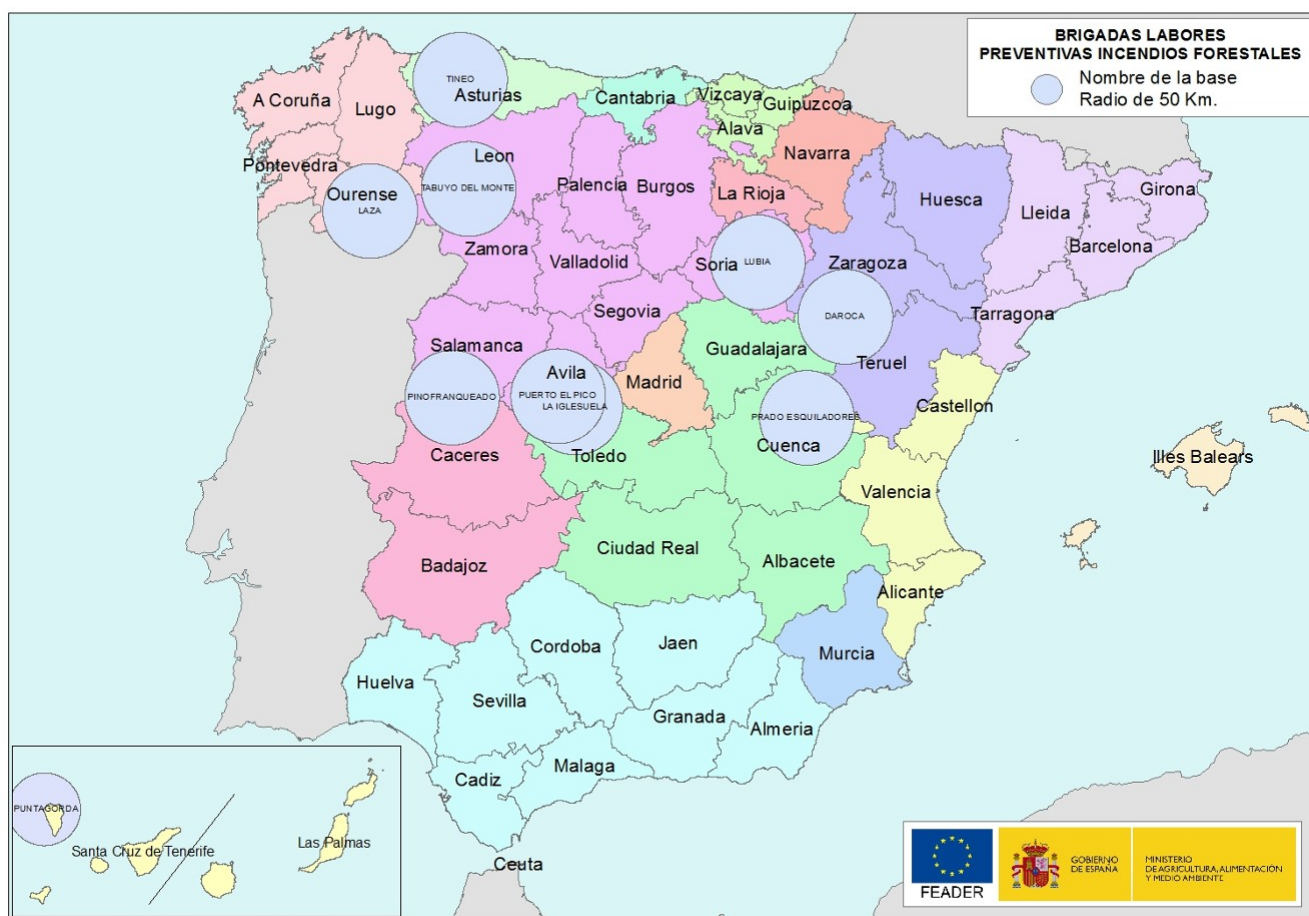 BRIGADAS LABORES
PREVENTIVAS INCENDIOS FORESTALES
Nombre de la base
Radio de 50 Km.
TINEO
Asturias
Cantabria
Vizcaya
Guipuzcoa
Alava
Navarra
A Coruña
Lugo
Pontevedra
Ourense
LAZA
Leon
TABUYO DEL MONTE
Palencia
Burgos
La Rioja
Huesca
Lleida
Girona
Barcelona
Zamora
Valladolid
Soria
LUBIA
Zaragoza
Segovia
DAROCA
Tarragona
Salamanca
Guadalajara
Teruel
Avila
Madrid
PINOFRANQUEADO
PUERTO EL PICO
LA IGLESUELA
PRADO ESQUILADORES
Castellon
Caceres
Toledo
Cuenca
Illes Balears
Valencia
Badajoz
Ciudad Real
Albacete
Alicante
Cordoba
Jaen
Murcia
Huelva
Sevilla
Granada
Almeria
Cadiz
Malaga
Ceuta
PUNTAGORDA
Santa Cruz de Tenerife
Las Palmas
FEADER
GOBIERNO
DE ESPAÑA
MINISTERIO
DE AGRICULTURA, ALIMENTACIÓN
Y MEDIO AMBIENTE